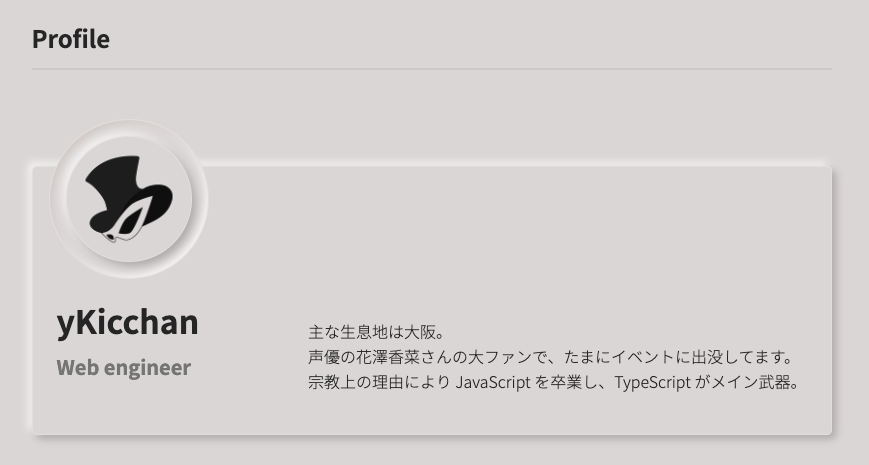 Profile
yKicchan
Web engineer
主な生息地は大阪。
声優の花澤香菜さんの大ファンで、たまにイベントに出没してます。
宗教上の理由により JavaScript を卒業し、TypeScript がメイン武器。